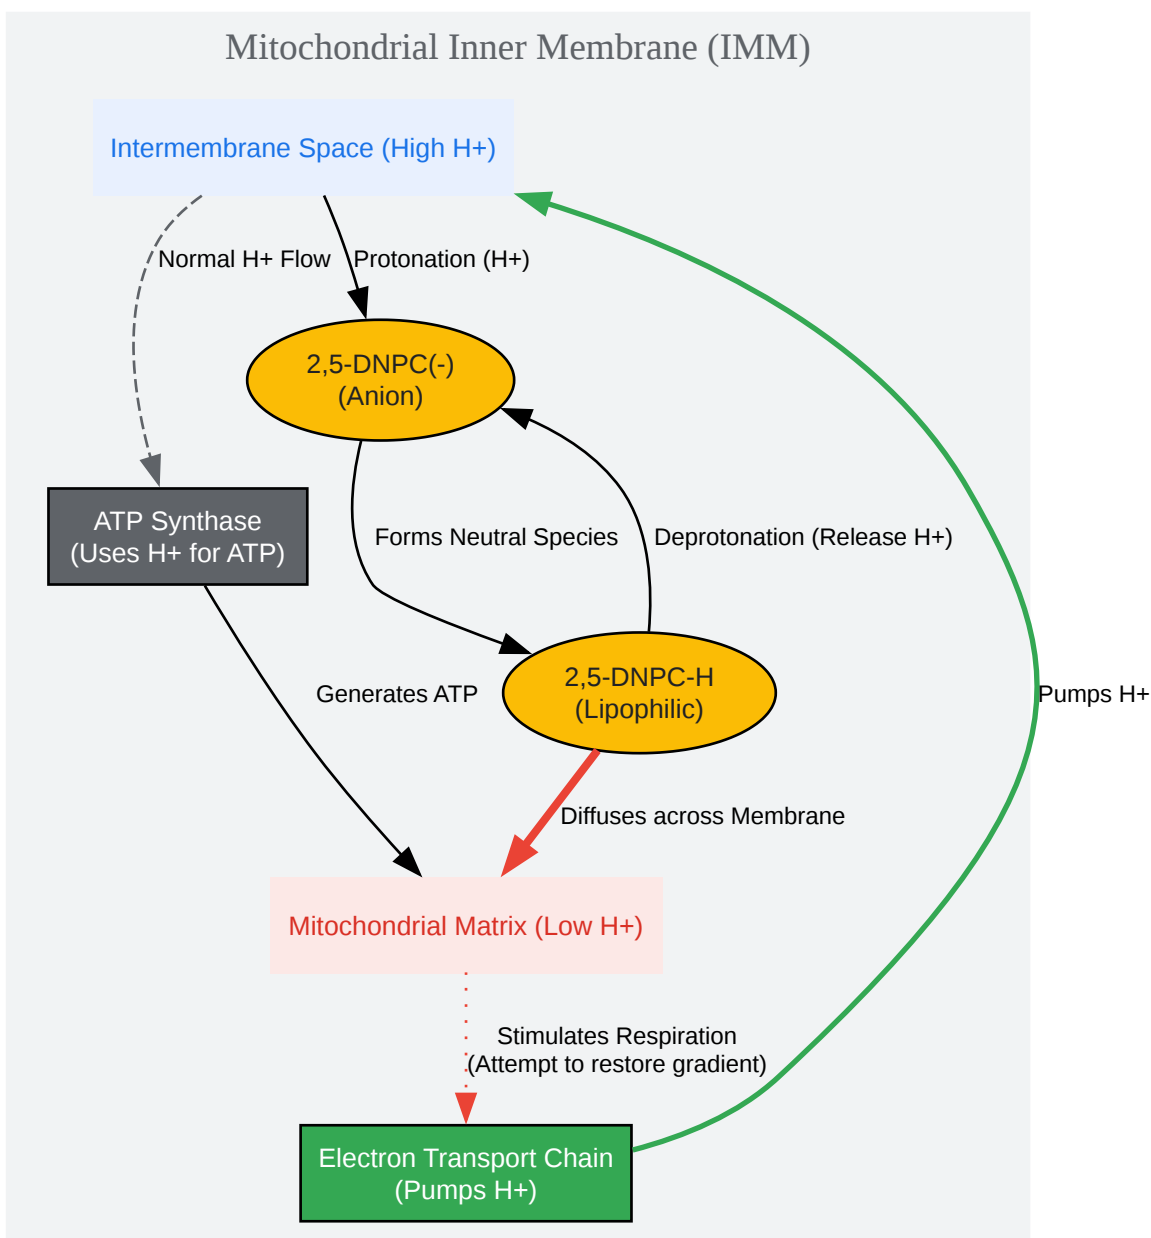 Mitochondrial Inner Membrane (IMM)
Intermembrane Space (High H+)
Normal H+ Flow
Protonation (H+)
2,5-DNPC(-)
(Anion)
ATP Synthase
(Uses H+ for ATP)
Forms Neutral Species
Deprotonation (Release H+)
2,5-DNPC-H
(Lipophilic)
Generates ATP
Pumps H+
Diffuses across Membrane
Mitochondrial Matrix (Low H+)
Stimulates Respiration
(Attempt to restore gradient)
Electron Transport Chain
(Pumps H+)